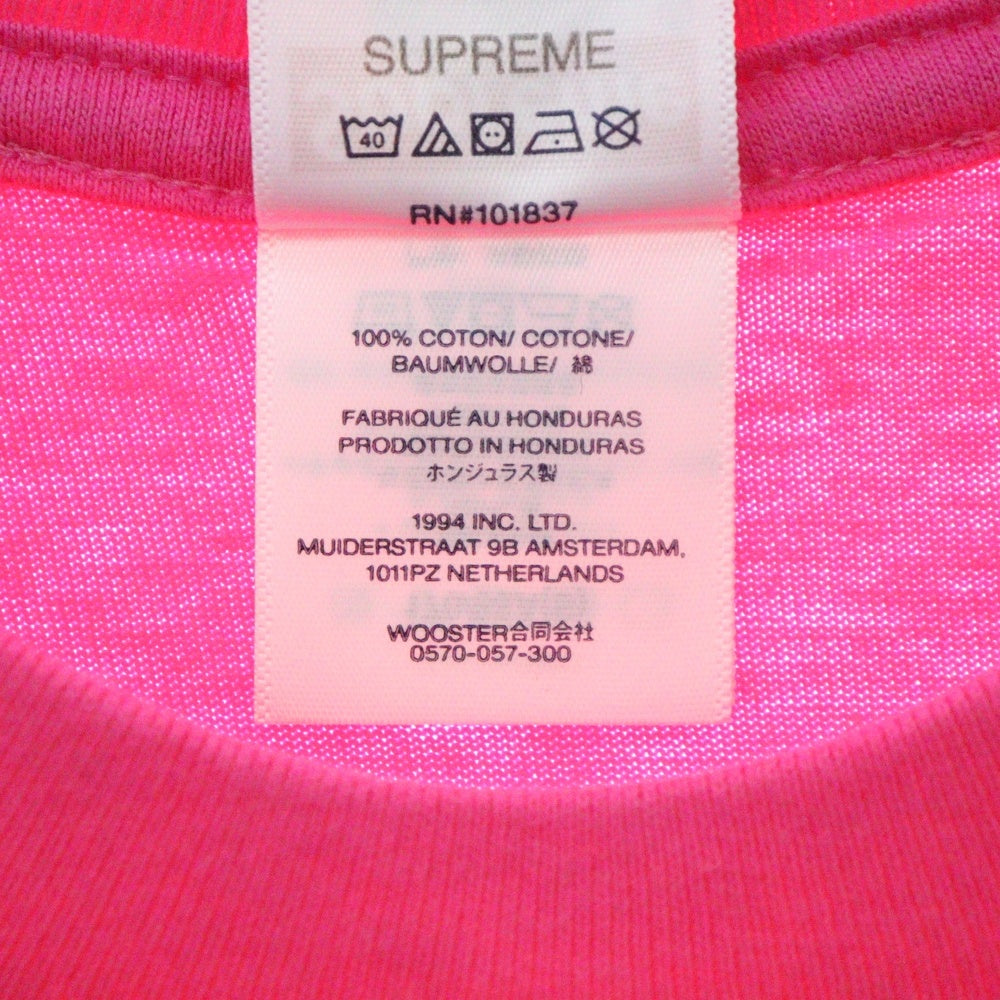 SUPREME
40
RN#101837
100% COTON/ COTONE/
BAUMWOLLE/ 綿
FABRIQUÉ AU HONDURAS
PRODOTTO IN HONDURAS
ホンジュラス製
1994 INC. LTD.
MUIDERSTRAAT 9B AMSTERDAM,
1011PZ NETHERLANDS
WOOSTER合同会社
0570-057-300